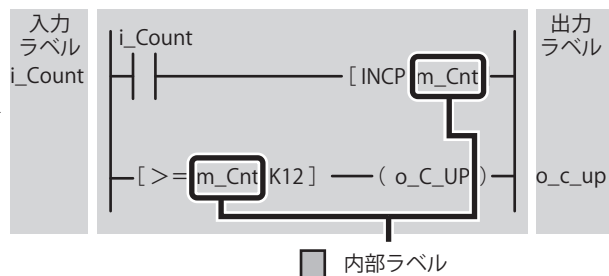 入力
ラベル
i_Count
i_Count
[ INCP m_Cnt ]
[ >= m_Cnt K12 ] ( o_C_UP )
出力
ラベル
o_c_up
内部ラベル